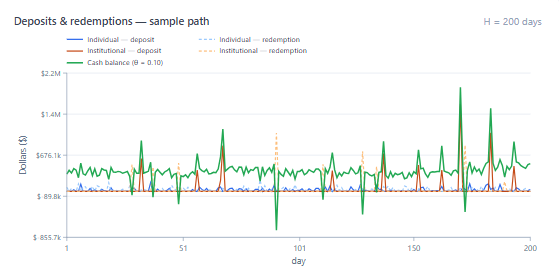 Deposits & redemptions — sample path
H = 200 days
Individual — deposit
Individual — redemption
Institutional — deposit
Institutional — redemption
Cash balance (θ = 0.10)
$2.2M
$1.4M
$676.1k
$ 89.8k
$ 855.7k
Dollars ($)
1
51
101
150
200
day